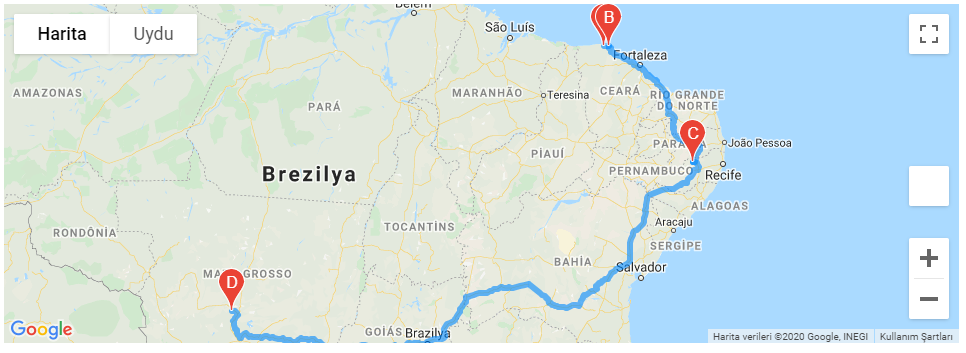 Harita
Uydu
Belém
São Luís
B
Fortaleza
AMAZONAS
MARANHÃO
Teresina
CEARÁ
RIO GRANDE
DO NORTE
PARÁ
C
PARAÍBA
João Pessoa
PIAUÍ
Brezilya
PERNAMBUCO
Recife
ALAGOAS
TOCANTINS
Aracaju
RONDÔNIA
SERGIPE
BAHIA
Salvador
MATO GROSSO
D
GOIÁS
Brazilya
Google
Harita verileri ©2020 Google, INEGI
Kullanım Şartları